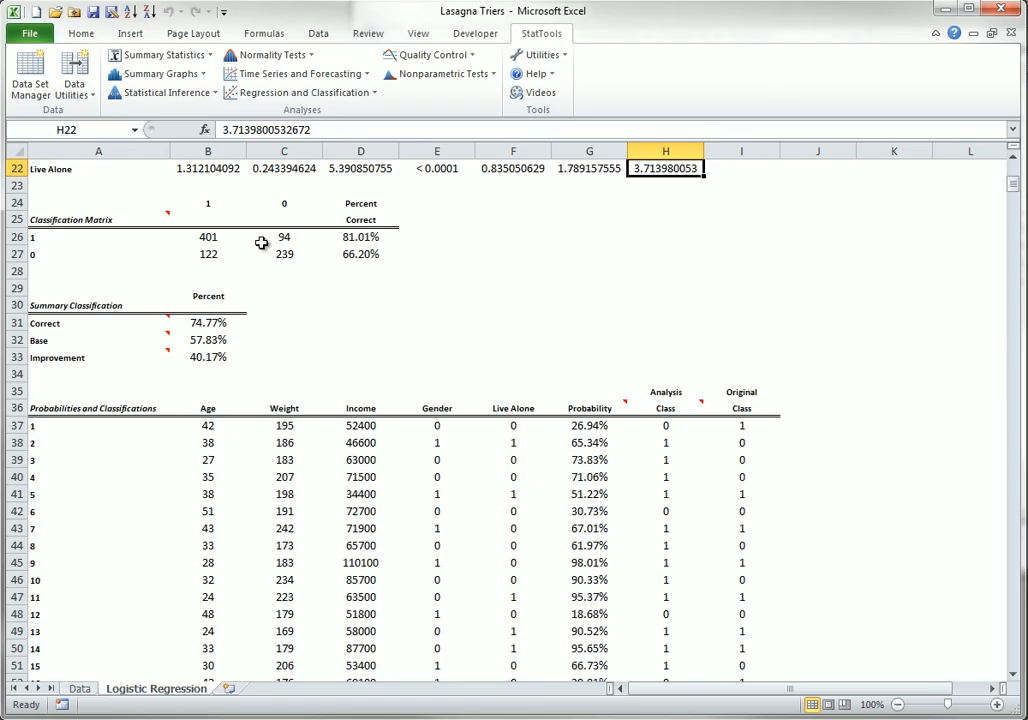 Lasagna Triers - Microsoft Excel
File Home Insert Page Layout Formulas Data Review View Developer StatTools
Summary Statistics Normality Tests Quality Control Utilities
Summary Graphs Time Series and Forecasting Nonparametric Tests Help
Data Set Manager Data Utilities Statistical Inference Regression and Classification Videos
Data Analyses Tools
H22 fx 3.7139800532672
A B C D E F G H I J K L
22 Live Alone 1.312104092 0.243394624 5.390850755 < 0.0001 0.835050629 1.789157555 3.713980053
23
24 1 0 Percent
25 Classification Matrix Correct
26 1 401 94 81.01%
27 0 122 239 66.20%
28
29 Percent
30 Summary Classification
31 Correct 74.77%
32 Base 57.83%
33 Improvement 40.17%
34
35 Analysis Original
36 Probabilities and Classifications Age Weight Income Gender Live Alone Probability Class Class
37 1 42 195 52400 0 0 26.94% 0 1
38 2 38 186 46600 1 1 65.34% 1 0
39 3 27 183 63000 0 0 73.83% 1 0
40 4 35 207 71500 0 0 71.06% 1 0
41 5 38 198 34400 1 1 51.22% 1 1
42 6 51 191 72700 0 0 30.73% 0 0
43 7 43 242 71900 1 0 67.01% 1 1
44 8 33 173 65700 0 0 61.97% 1 0
45 9 28 183 110100 1 0 98.01% 1 1
46 10 32 234 85700 0 0 90.33% 1 0
47 11 24 223 63500 0 1 95.37% 1 1
48 12 48 179 51800 1 0 18.68% 0 0
49 13 24 169 58000 0 1 90.52% 1 1
50 14 33 179 87700 0 1 95.65% 1 1
51 15 30 206 53400 1 0 66.73% 1 0
Data Logistic Regression
Ready 100%